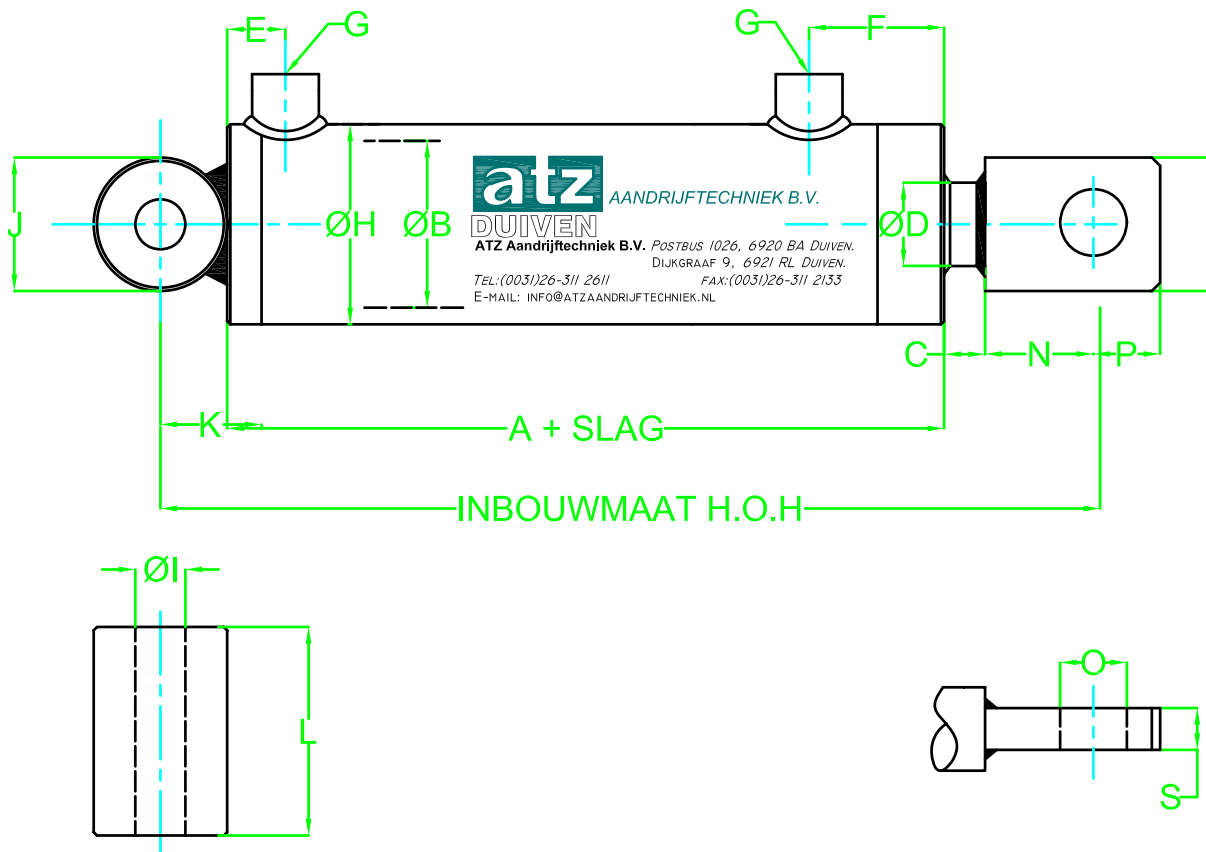 E G G F
atz
AANDRIJFTECHNIEK B.V.
DUIVEN
J ØH ØB ØD
ATZ Aandrijftechniek B.V. POSTBUS 1026, 6920 BA DUIVEN.
DIJKGRAAF 9, 6921 RL DUIVEN.
TEL:(0031)26-311 2611 FAX:(0031)26-311 2133
E-MAIL: INFO@ATZAANDRIJFTECHNIEK.NL
C N P
K A + SLAG
INBOUWMAAT H.O.H
ØI
O
L
S